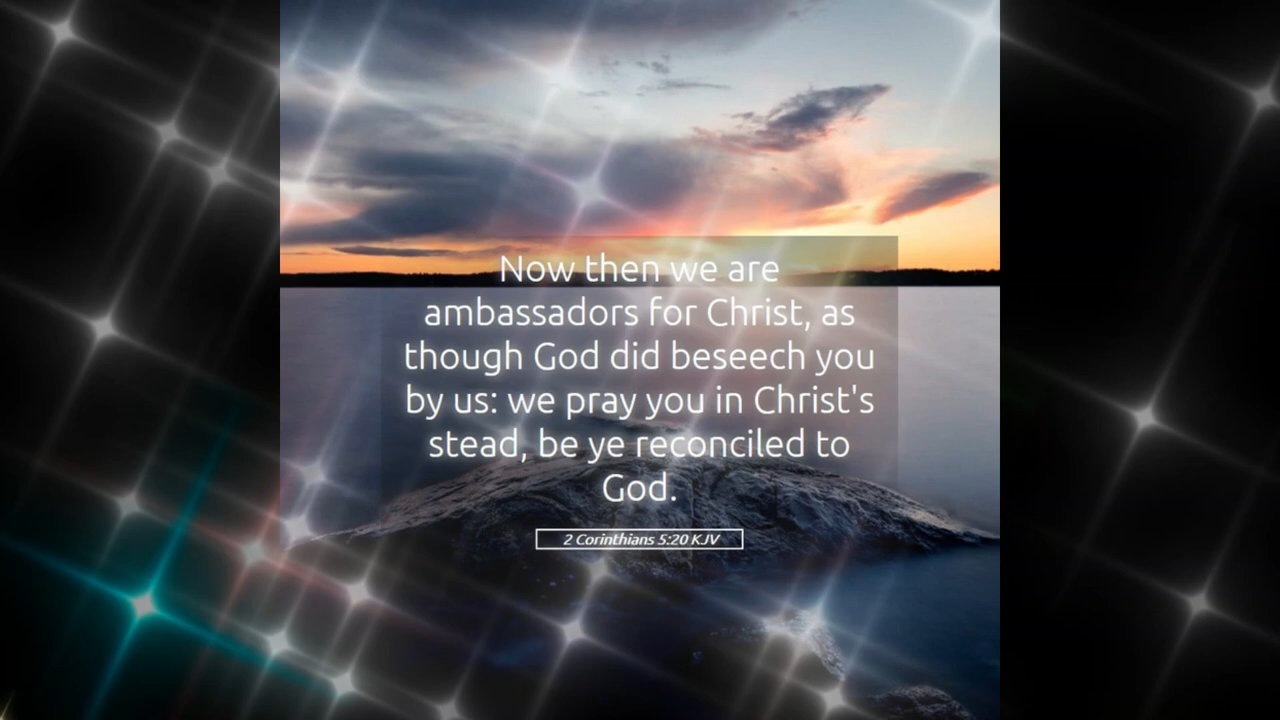 Now then we are
ambassadors for Christ, as
though God did beseech you
by us: we pray you in Christ's
stead, be ye reconciled to
God.
2 Corinthians 5:20 KJV